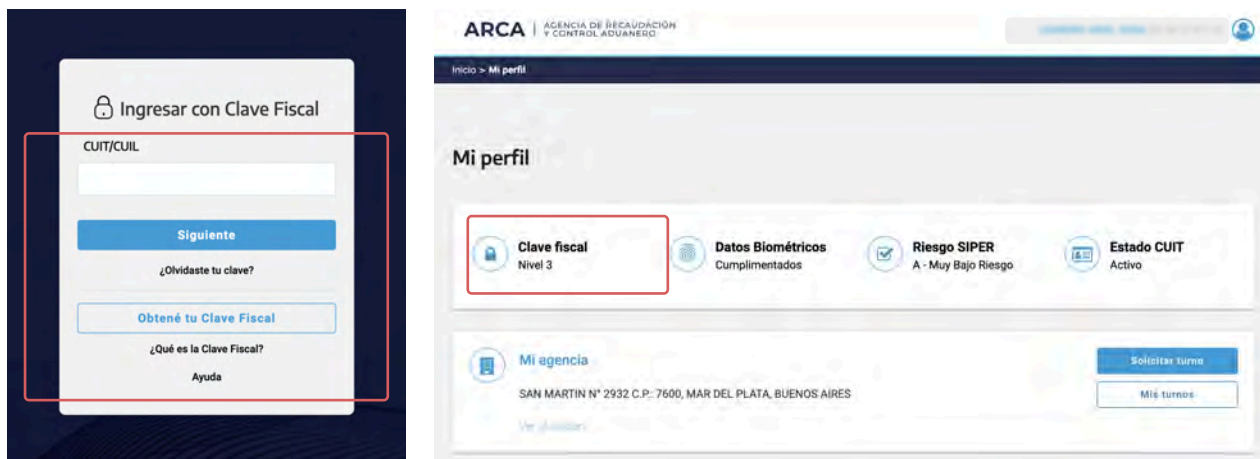 Ingresar con Clave Fiscal
CUIT/CUIL
Siguiente
¿Olvidaste tu clave?
Obtené tu Clave Fiscal
¿Qué es la Clave Fiscal?
Ayuda
ARCA | AGENCIA DE RECAUDACIÓN
Y CONTROL ADUANERO
Inicio > Mi perfil
Mi perfil
Clave fiscal
Nivel 3
Datos Biométricos
Cumplimentados
Riesgo SIPER
A - Muy Bajo Riesgo
Estado CUIT
Activo
Mi agencia
SAN MARTIN N° 2932 C.P.: 7600, MAR DEL PLATA, BUENOS AIRES
Solicitar turno
Mis turnos